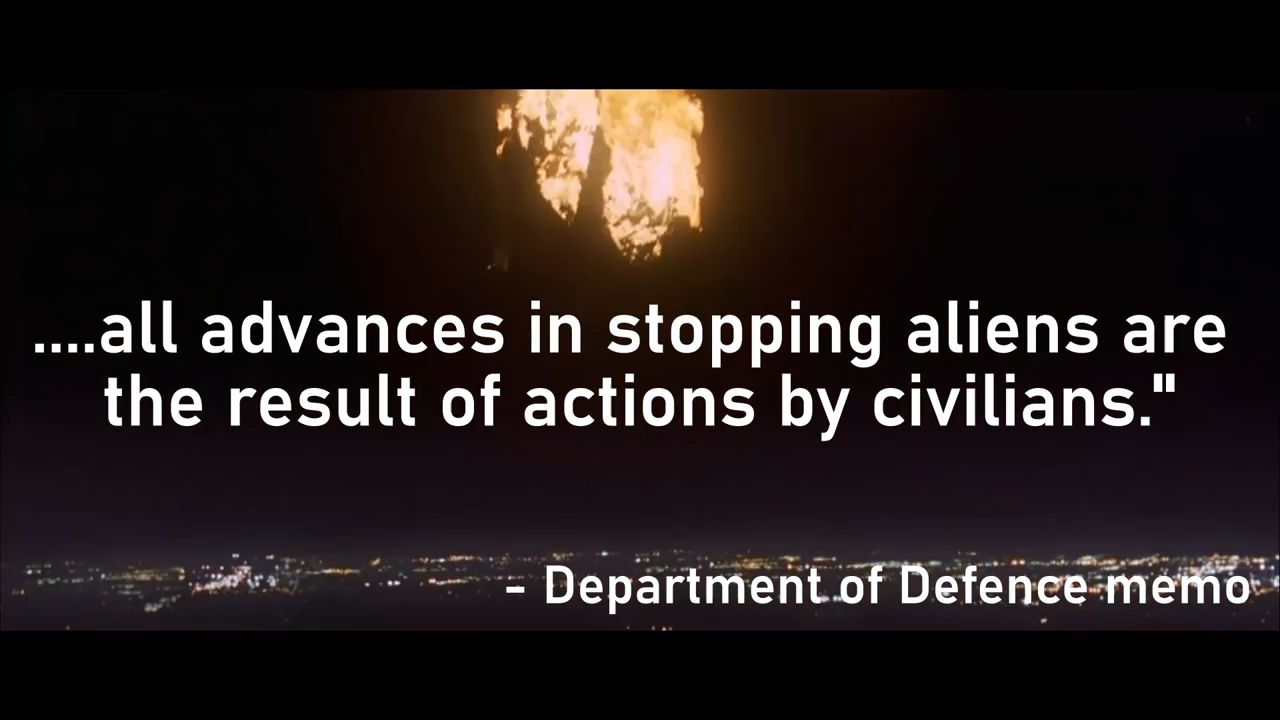 ....all advances in stopping aliens are
the result of actions by civilians."
- Department of Defence memo